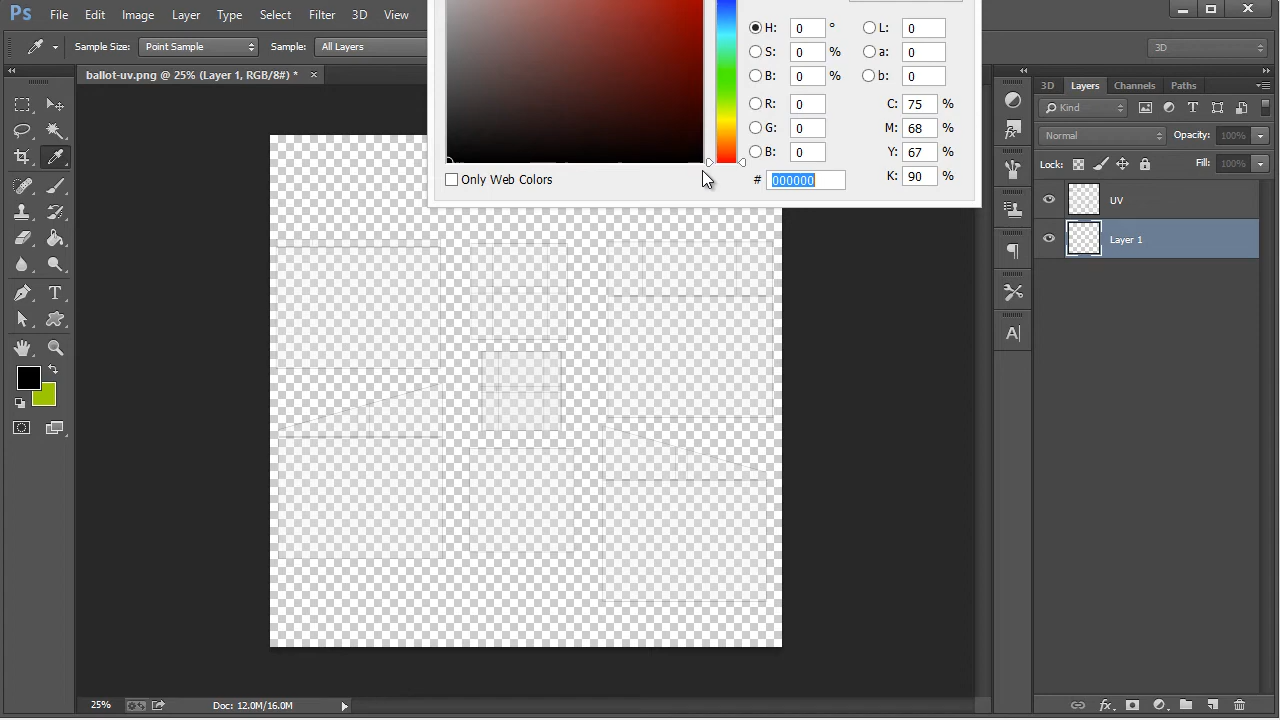 Ps File Edit Image Layer Type Select Filter 3D View
Sample Size: Point Sample Sample: All Layers 3D
ballot-uv.png @ 25% (Layer 1, RGB/8#) * ×
H: 0 ° L: 0
S: 0 % a: 0
B: 0 % b: 0
R: 0 C: 75 %
G: 0 M: 68 %
B: 0 Y: 67 %
K: 90 %
Only Web Colors # 000000
3D Layers Channels Paths
Kind
Normal Opacity: 100%
Lock: Fill: 100%
UV
Layer 1
25% Doc: 12.0M/16.0M